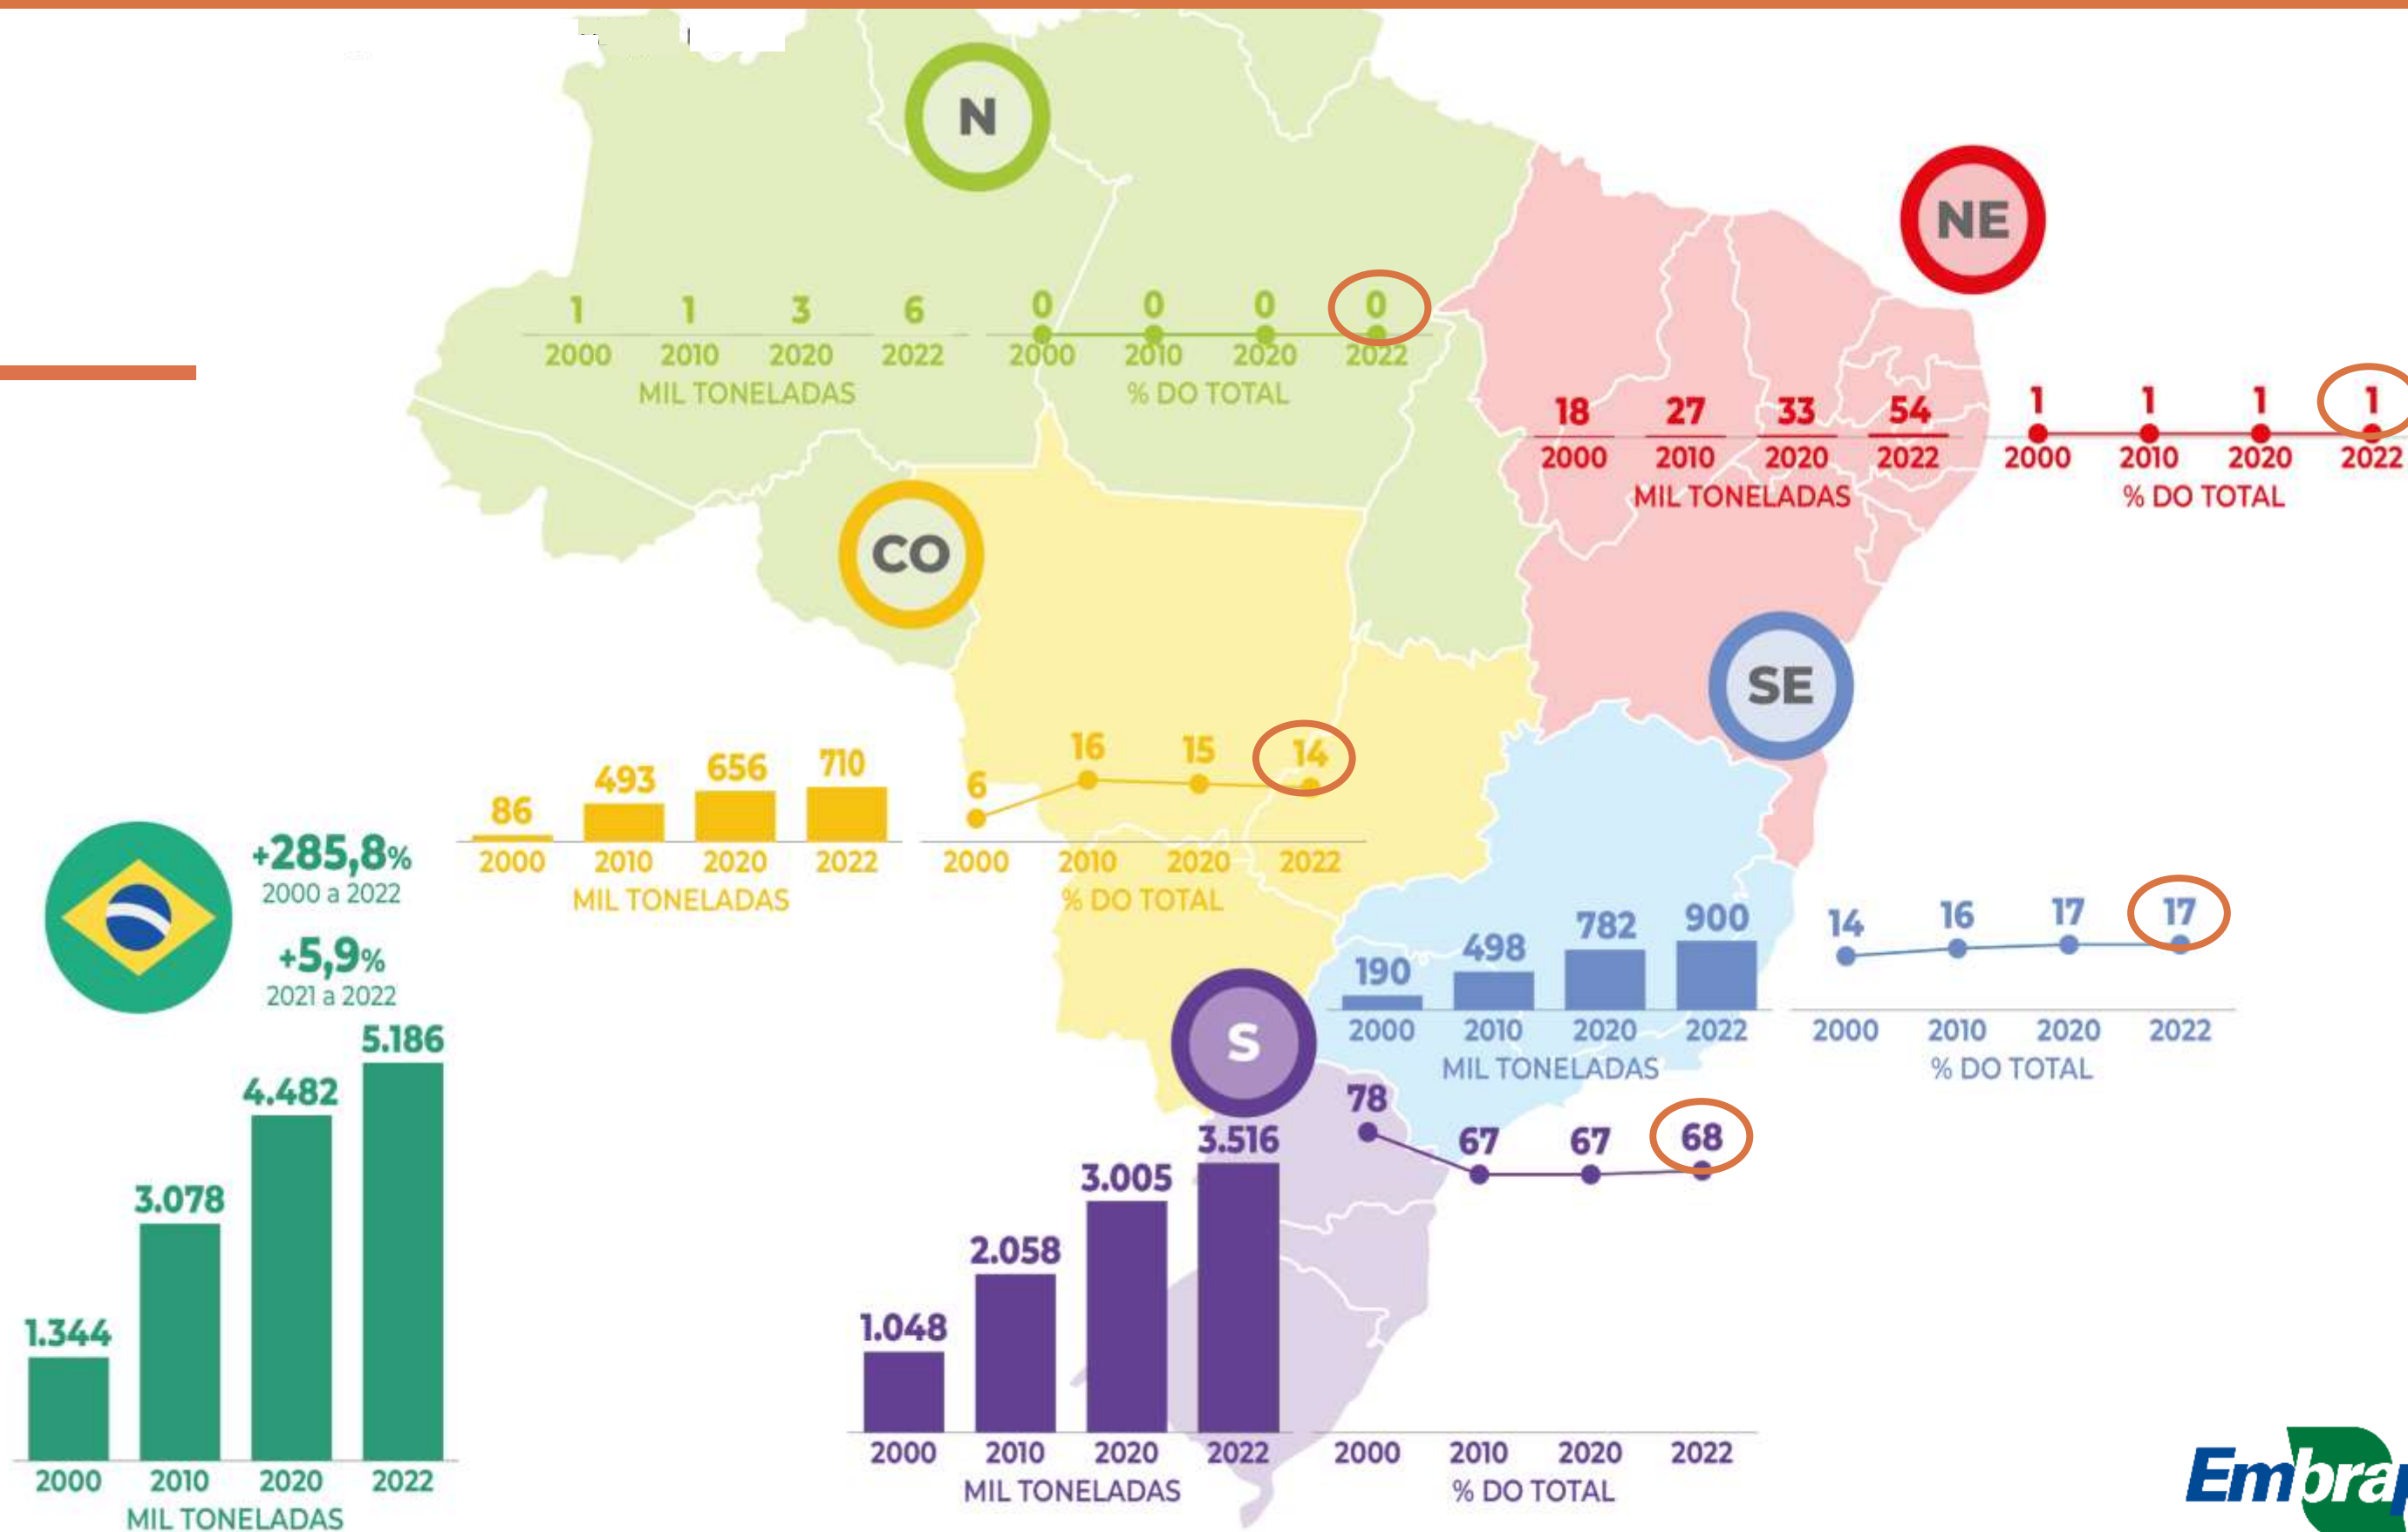 N
1 1 3 6
2000 2010 2020 2022
MIL TONELADAS
0 0 0 0
2000 2010 2020 2022
% DO TOTAL
NE
18 27 33 54
2000 2010 2020 2022
MIL TONELADAS
1 1 1 1
2000 2010 2020 2022
% DO TOTAL
CO
86 493 656 710
2000 2010 2020 2022
MIL TONELADAS
6 16 15 14
2000 2010 2020 2022
% DO TOTAL
SE
190 498 782 900
2000 2010 2020 2022
MIL TONELADAS
14 16 17 17
2000 2010 2020 2022
% DO TOTAL
+285,8%
2000 a 2022
+5,9%
2021 a 2022
1.344 3.078 4.482 5.186
2000 2010 2020 2022
MIL TONELADAS
S
1.048 2.058 3.005 3.516
2000 2010 2020 2022
MIL TONELADAS
78 67 67 68
2000 2010 2020 2022
% DO TOTAL
Embrap